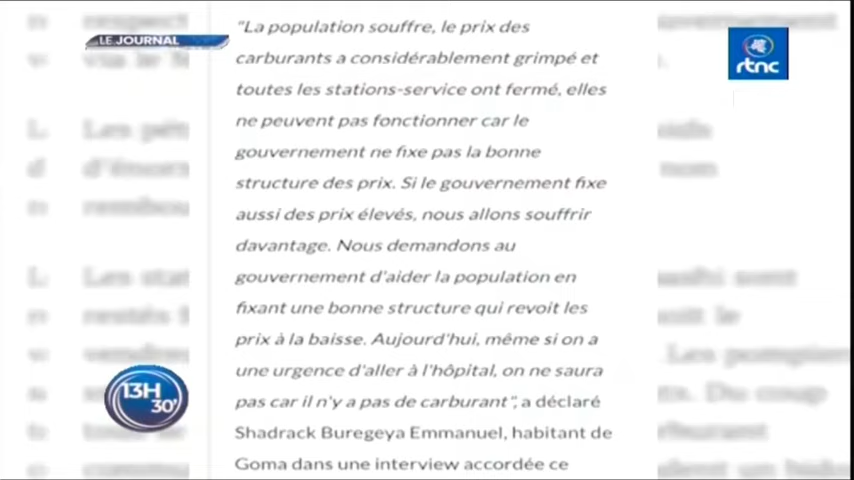 LE JOURNAL
rtnc
"La population souffre, le prix des
carburants a considérablement grimpé et
toutes les stations-service ont fermé, elles
ne peuvent pas fonctionner car le
gouvernement ne fixe pas la bonne
structure des prix. Si le gouvernement fixe
aussi des prix élevés, nous allons souffrir
davantage. Nous demandons au
gouvernement d'aider la population en
fixant une bonne structure qui revoit les
prix à la baisse. Aujourd'hui, même si on a
une urgence d'aller à l'hôpital, on ne saura
pas car il n'y a pas de carburant", a déclaré
Shadrack Buregeya Emmanuel, habitant de
Goma dans une interview accordée ce
13H
30'